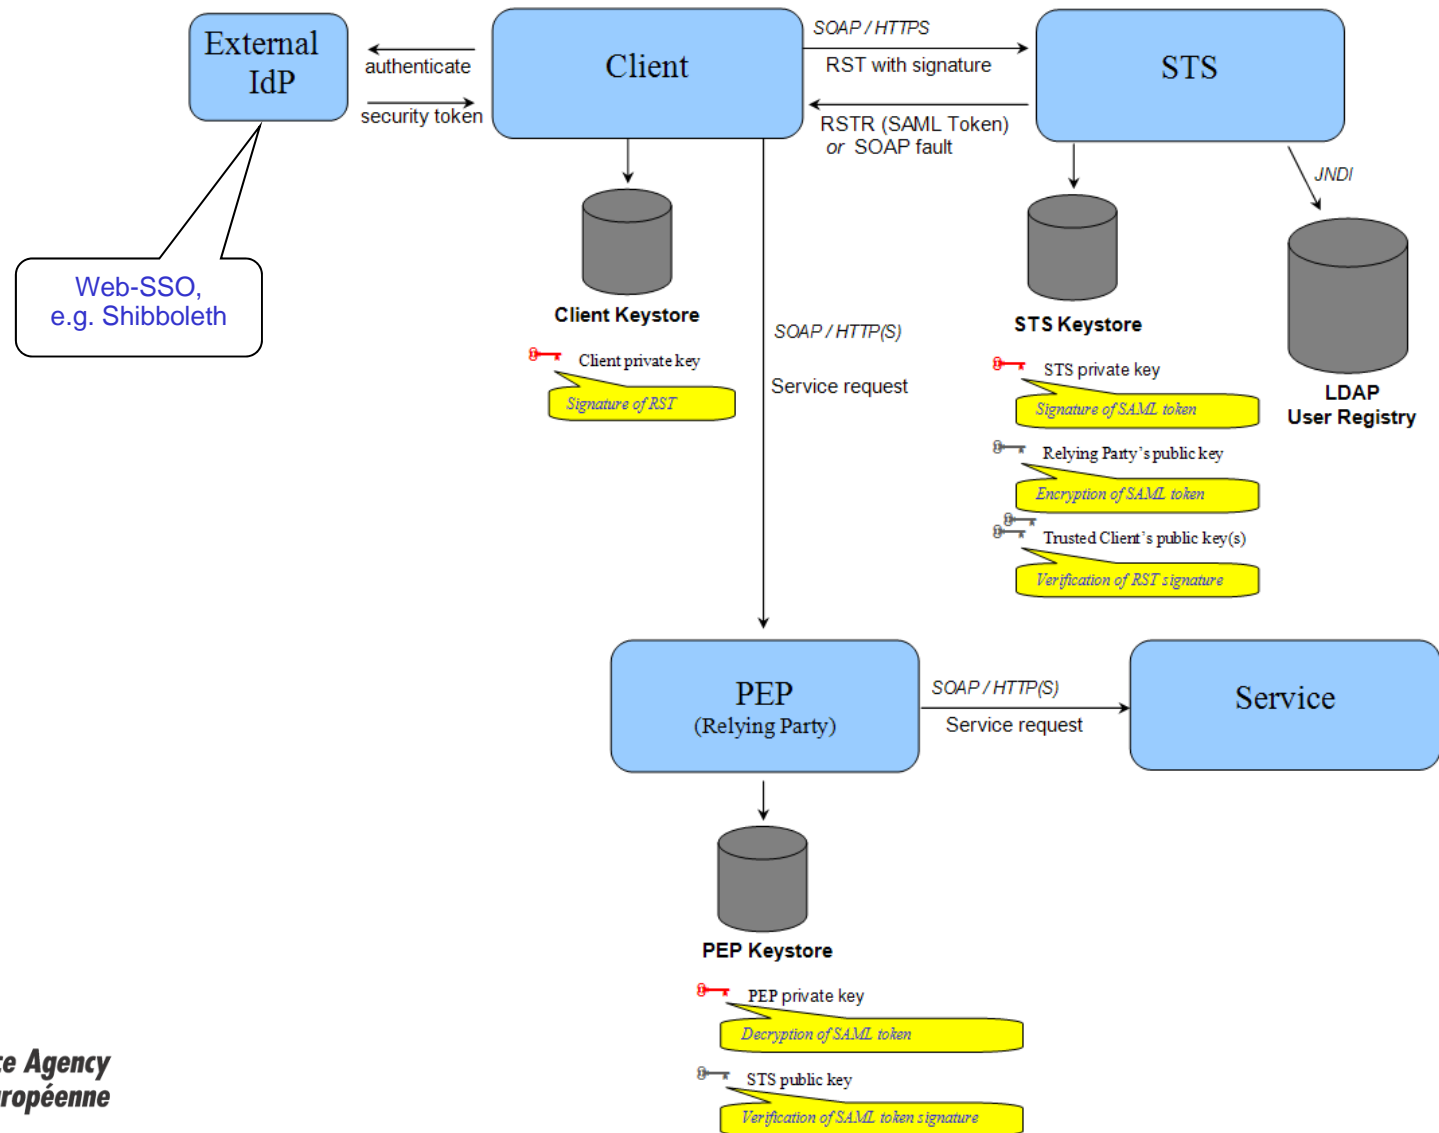 External
IdP
authenticate
security token
Client
SOAP / HTTPS
RST with signature
RSTR (SAML Token)
or SOAP fault
STS
JNDI
Web-SSO,
e.g. Shibboleth
Client Keystore
Client private key
Signature of RST
SOAP / HTTP(S)
Service request
STS Keystore
STS private key
Signature of SAML token
Relying Party's public key
Encryption of SAML token
Trusted Client's public key(s)
Verification of RST signature
LDAP
User Registry
PEP
(Relying Party)
SOAP / HTTP(S)
Service request
Service
PEP Keystore
PEP private key
Decryption of SAML token
STS public key
Verification of SAML token signature
Agency